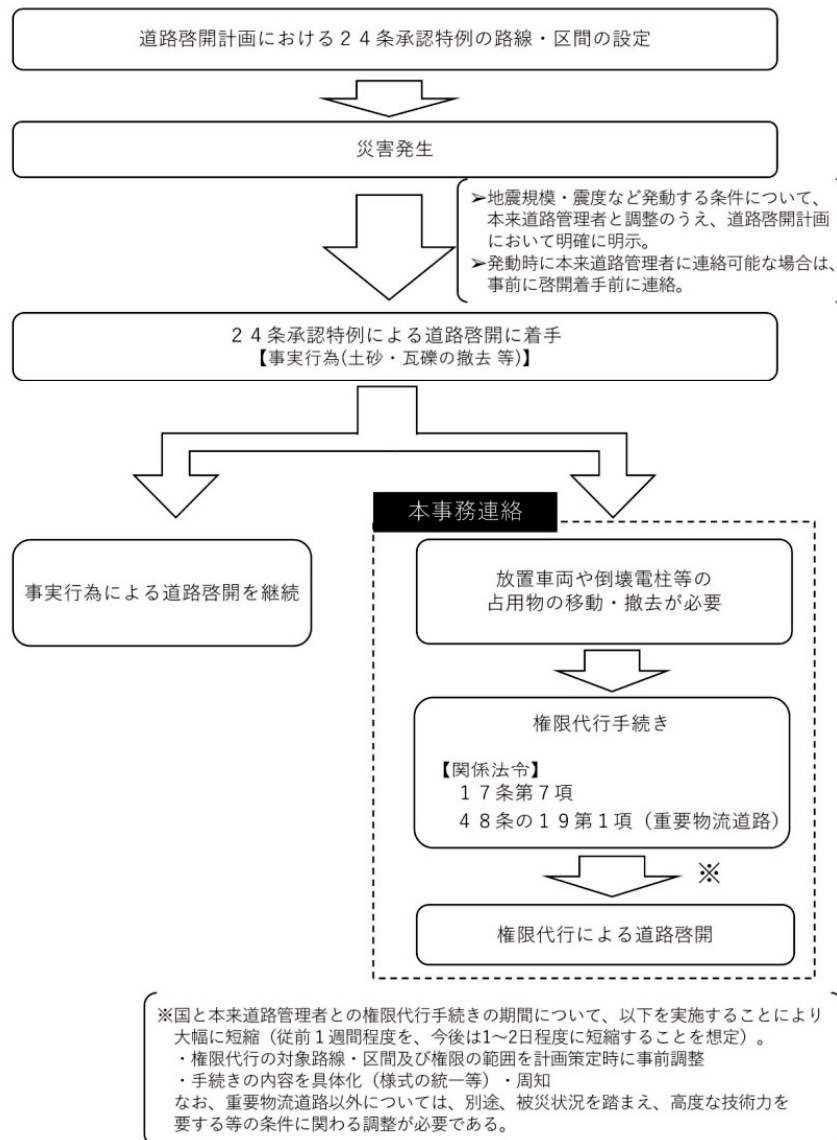 道路啓開計画における２４条承認特例の路線・区間の設定
災害発生
➢地震規模・震度など発動する条件について、
本来道路管理者と調整のうえ、道路啓開計画
において明確に明示。
➢発動時に本来道路管理者に連絡可能な場合は、
事前に啓開着手前に連絡。
２４条承認特例による道路啓開に着手
【事実行為(土砂・瓦礫の撤去 等)】
本事務連絡
事実行為による道路啓開を継続
放置車両や倒壊電柱等の
占用物の移動・撤去が必要
権限代行手続き
【関係法令】
１７条第７項
４８条の１９第１項（重要物流道路）
※
権限代行による道路啓開
※国と本来道路管理者との権限代行手続きの期間について、以下を実施することにより
大幅に短縮（従前１週間程度を、今後は1～2日程度に短縮することを想定）。
・権限代行の対象路線・区間及び権限の範囲を計画策定時に事前調整
・手続きの内容を具体化（様式の統一等）・周知
なお、重要物流道路以外については、別途、被災状況を踏まえ、高度な技術力を
要する等の条件に関わる調整が必要である。